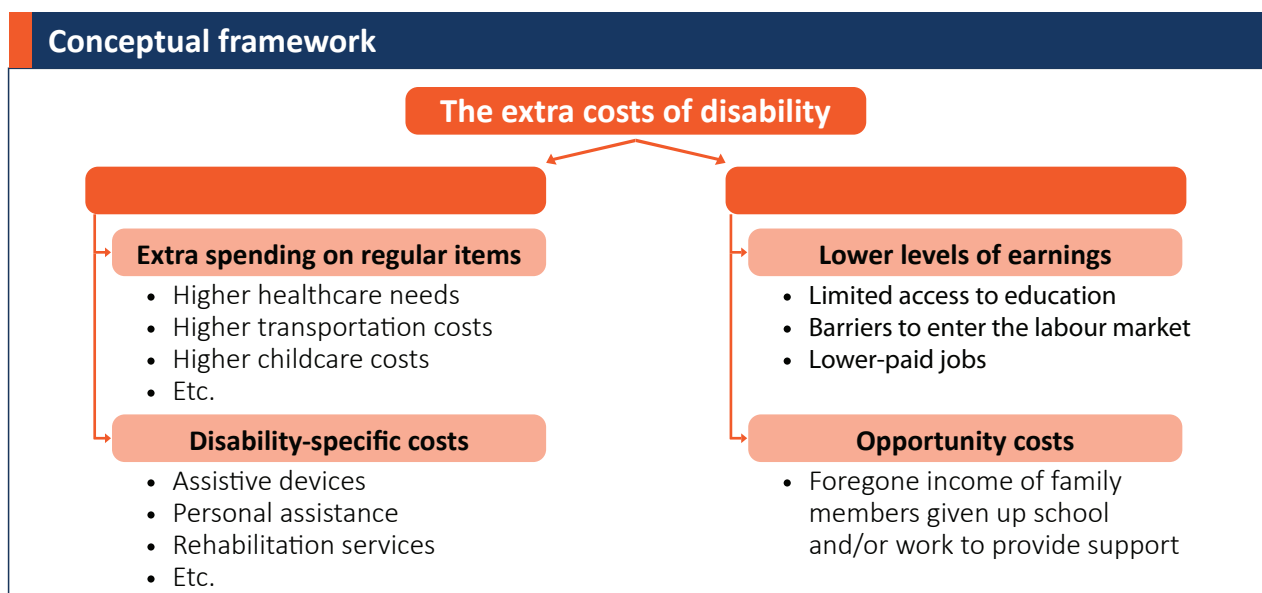 Conceptual framework
The extra costs of disability
Extra spending on regular items
• Higher healthcare needs
• Higher transportation costs
• Higher childcare costs
• Etc.
Disability-specific costs
• Assistive devices
• Personal assistance
• Rehabilitation services
• Etc.
Lower levels of earnings
• Limited access to education
• Barriers to enter the labour market
• Lower-paid jobs
Opportunity costs
• Foregone income of family
members given up school
and/or work to provide support